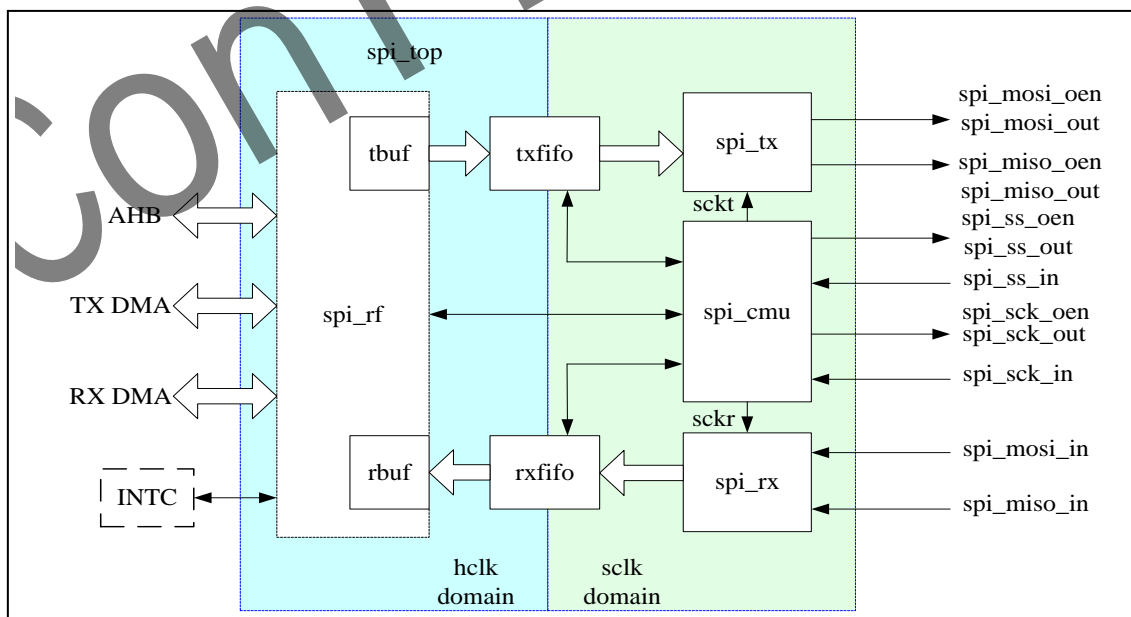 spi_top
AHB
TX DMA
RX DMA
INTC
spi_rf
tbuf
rbuf
txfifo
rxfifo
hclk
domain
sclk
domain
spi_tx
sckt
spi_cmu
sckr
spi_rx
spi_mosi_oen
spi_mosi_out
spi_miso_oen
spi_miso_out
spi_ss_oen
spi_ss_out
spi_ss_in
spi_sck_oen
spi_sck_out
spi_sck_in
spi_mosi_in
spi_miso_in